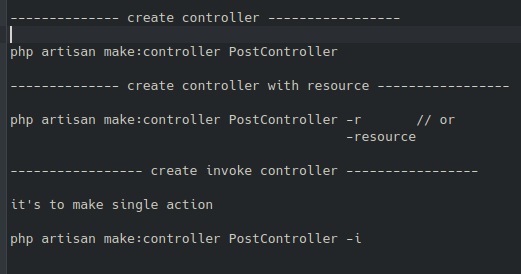 -------------- create controller -----------------
php artisan make:controller PostController
-------------- create controller with resource -----------------
php artisan make:controller PostController -r       // or
                                           -resource
----------------- create invoke controller -----------------
it's to make single action
php artisan make:controller PostController -i